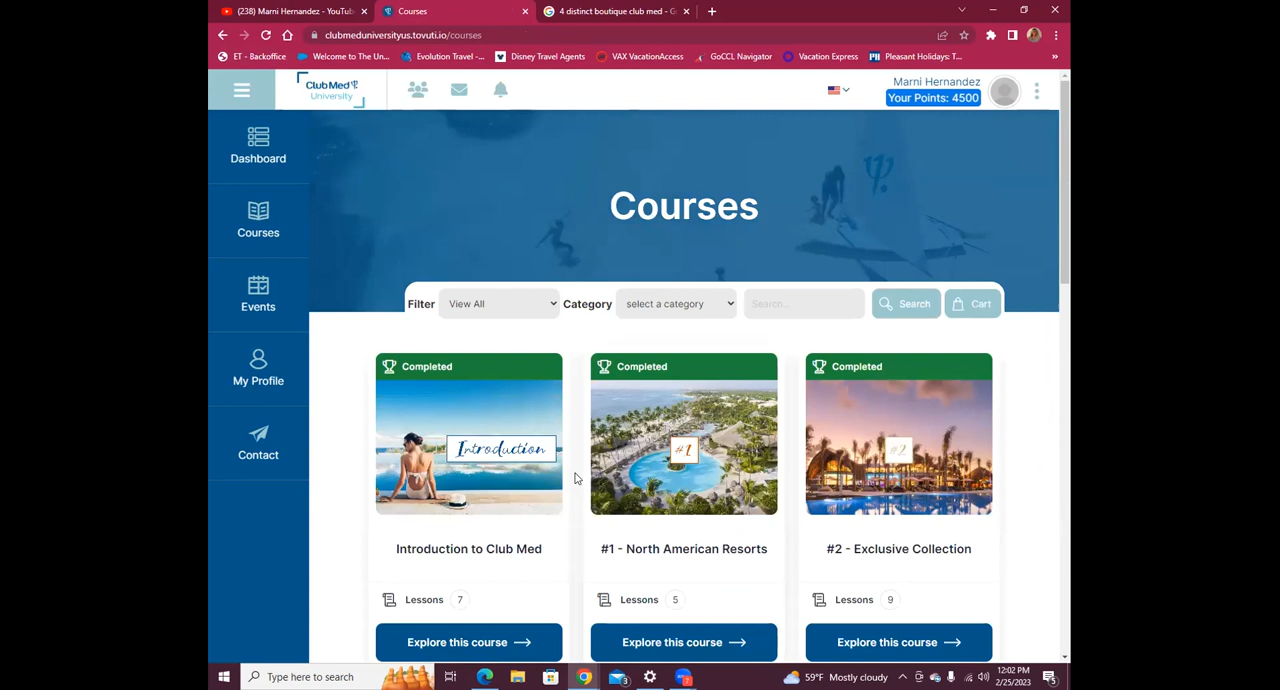 (238) Marni Hernandez - YouTub
Courses
4 distinct boutique club med - G
clubmeduniversityus.tovuti.io/courses
ET - Backoffice
Welcome to The Un...
Evolution Travel -...
Disney Travel Agents
VAX VacationAccess
GoCCL Navigator
Vacation Express
Pleasant Holidays: T...
Club Med
University
Marni Hernandez
Your Points: 4500
Dashboard
Courses
Events
My Profile
Contact
Courses
Filter View All Category select a category Search... Search Cart
Completed
Completed
Completed
Introduction
#1
#2
Introduction to Club Med
#1 - North American Resorts
#2 - Exclusive Collection
Lessons 7
Lessons 5
Lessons 9
Explore this course
Explore this course
Explore this course
Type here to search
59°F Mostly cloudy
12:02 PM
2/25/2023